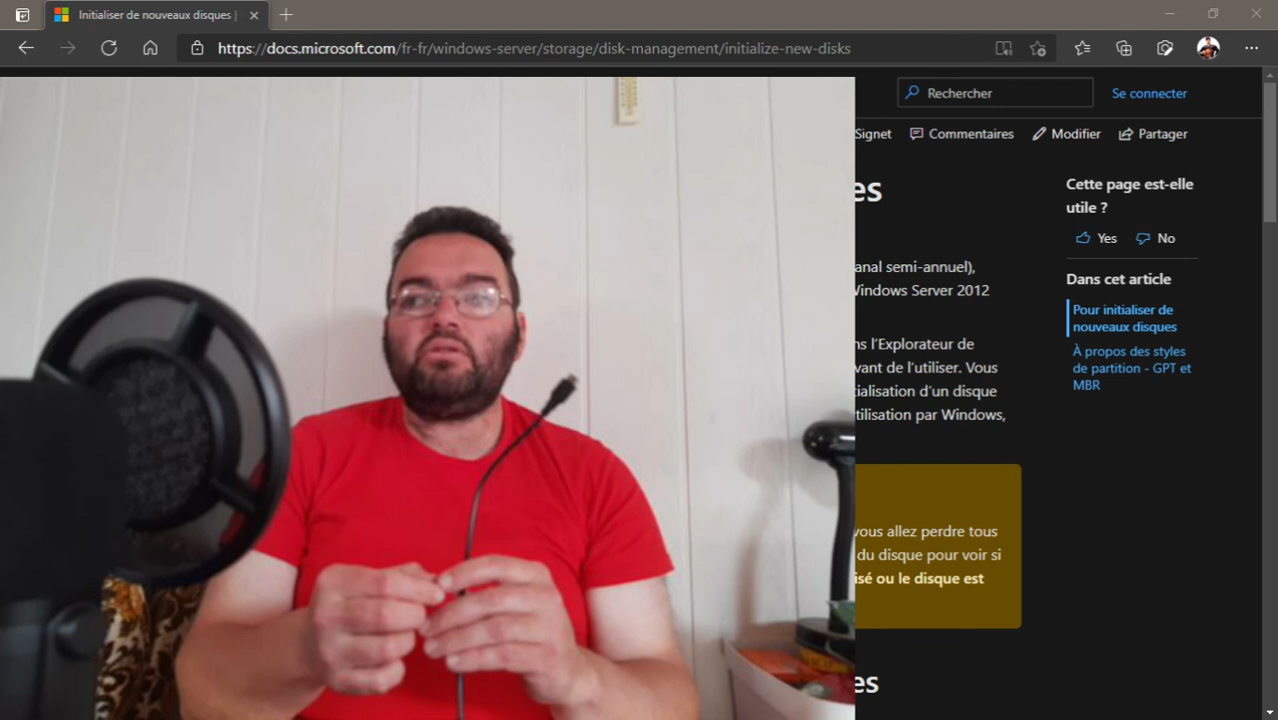 Initialiser de nouveaux disques |
https://docs.microsoft.com/fr-fr/windows-server/storage/disk-management/initialize-new-disks
Rechercher
Se connecter
Signet
Commentaires
Modifier
Partager
es
Cette page est-elle
utile ?
Yes
No
anal semi-annuel),
Windows Server 2012
Dans cet article
Pour initialiser de
nouveaux disques
À propos des styles
de partition - GPT et
MBR
ns l'Explorateur de
vant de l'utiliser. Vous
ialisation d'un disque
tilisation par Windows,
vous allez perdre tous
du disque pour voir si
isé ou le disque est
es